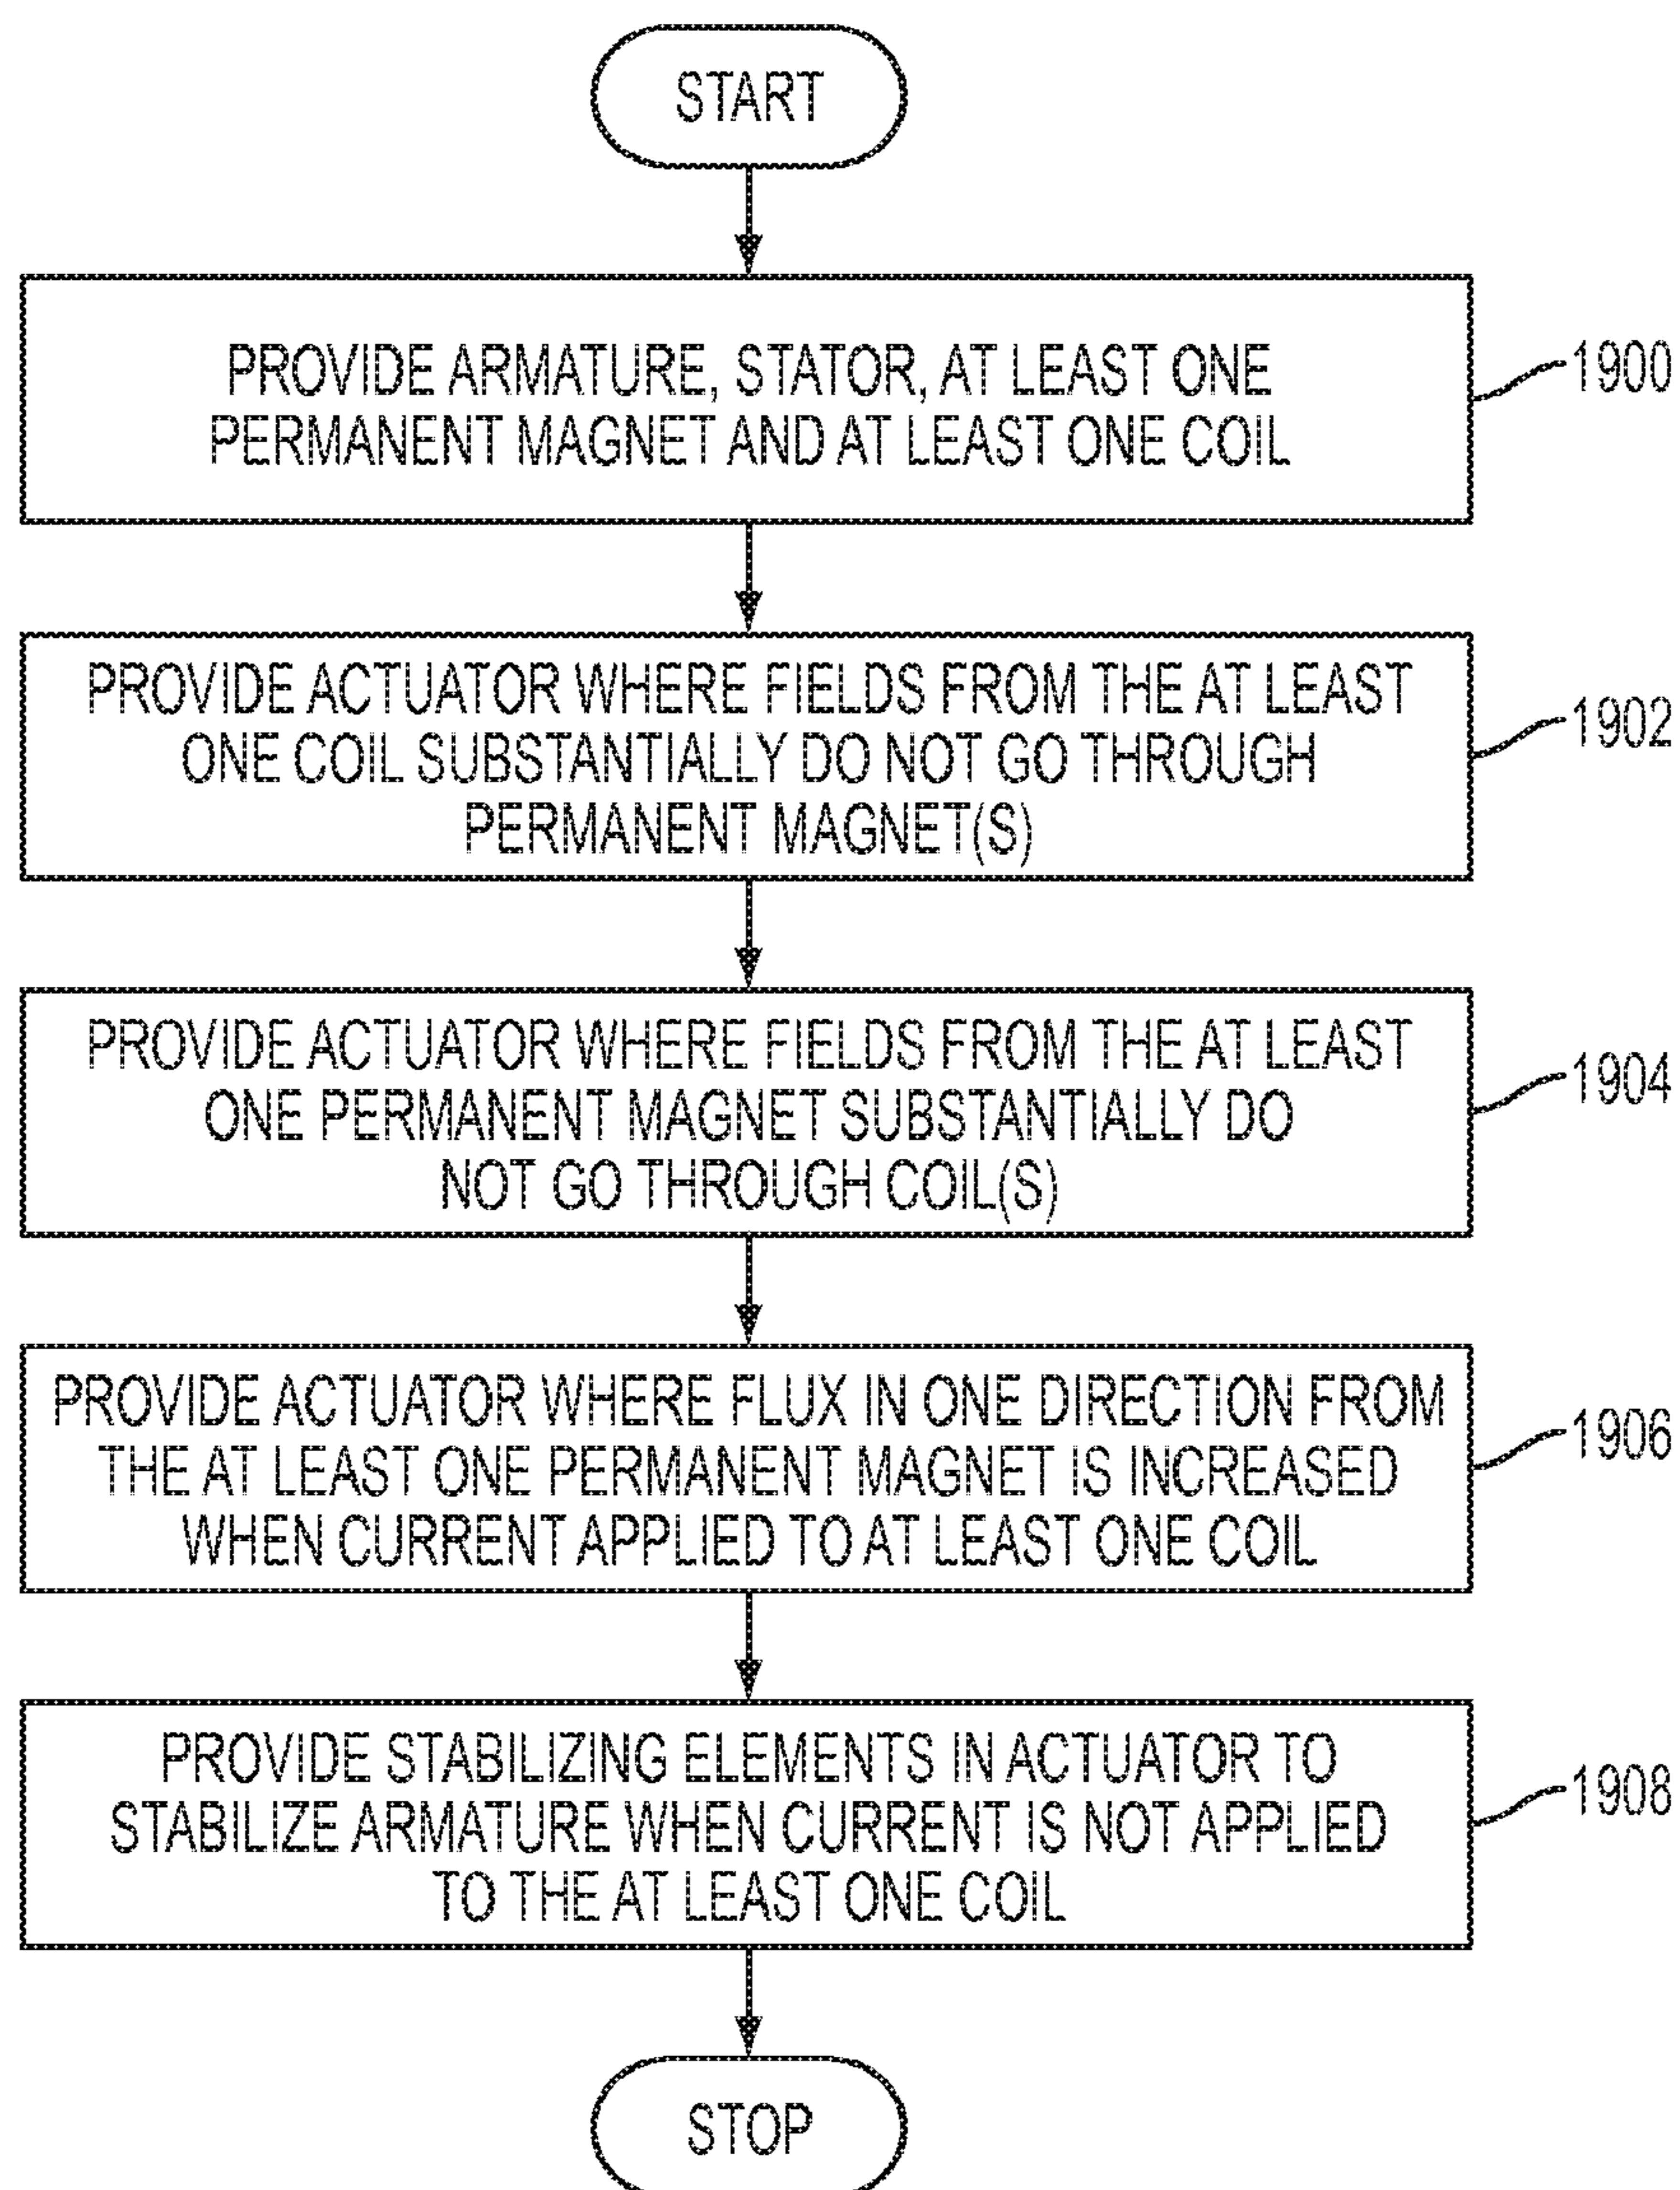 START
PROVIDE ARMATURE, STATOR, AT LEAST ONE
PERMANENT MAGNET AND AT LEAST ONE COIL
1900
PROVIDE ACTUATOR WHERE FIELDS FROM THE AT LEAST
ONE COIL SUBSTANTIALLY DO NOT GO THROUGH
PERMANENT MAGNET(S)
1902
PROVIDE ACTUATOR WHERE FIELDS FROM THE AT LEAST
ONE PERMANENT MAGNET SUBSTANTIALLY DO
NOT GO THROUGH COIL(S)
1904
PROVIDE ACTUATOR WHERE FLUX IN ONE DIRECTION FROM
THE AT LEAST ONE PERMANENT MAGNET IS INCREASED
WHEN CURRENT APPLIED TO AT LEAST ONE COIL
1906
PROVIDE STABILIZING ELEMENTS IN ACTUATOR TO
STABILIZE ARMATURE WHEN CURRENT IS NOT APPLIED
TO THE AT LEAST ONE COIL
1908
STOP